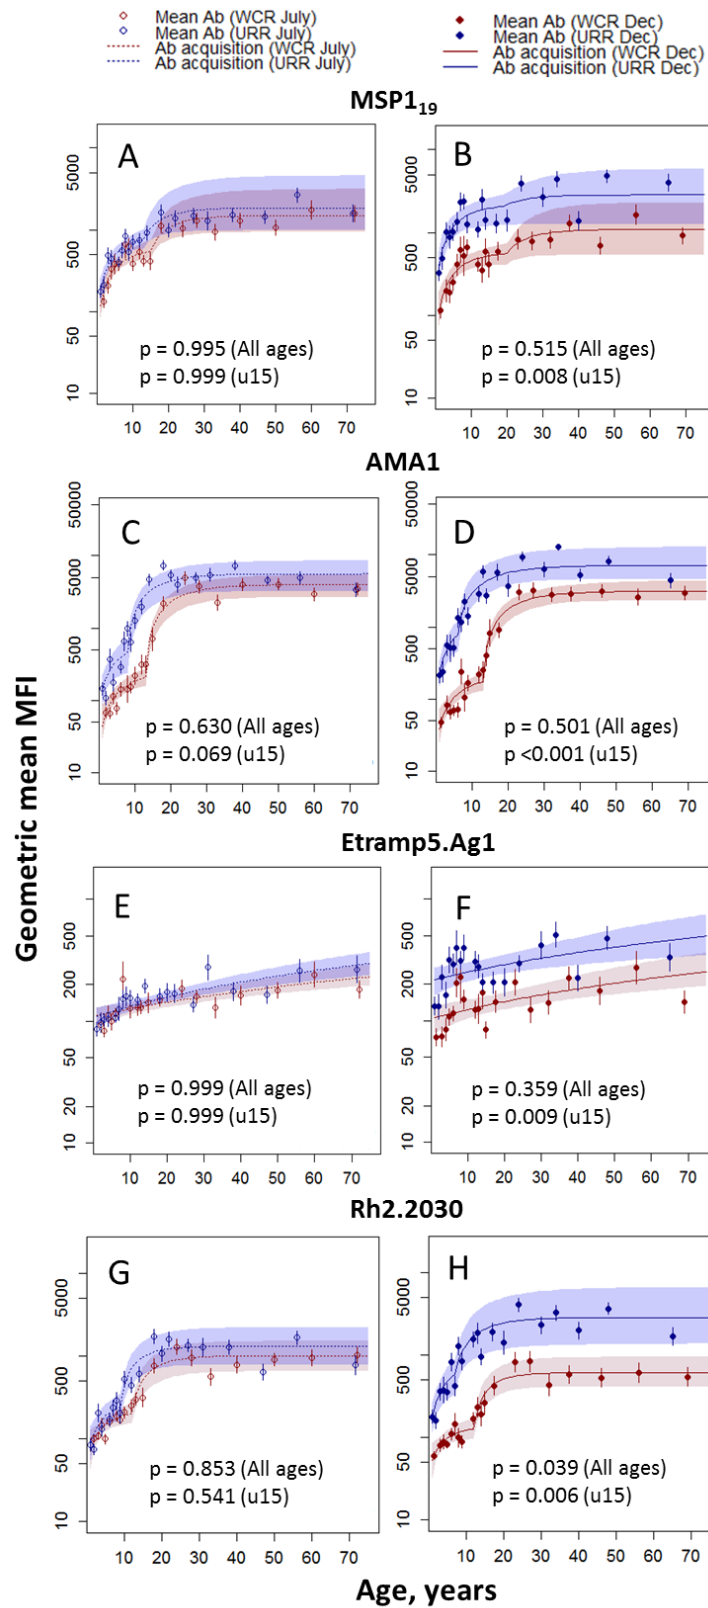 Mean Ab (WCR July)
Mean Ab (URR July)
Ab acquisition (WCR July)
Ab acquisition (URR July)
Mean Ab (WCR Dec)
Mean Ab (URR Dec)
Ab acquisition (WCR Dec)
Ab acquisition (URR Dec)
MSP1₁₉
A
5000
500
50
10
p = 0.995 (All ages)
p = 0.999 (u15)
10 20 30 40 50 60 70
B
5000
500
50
10
p = 0.515 (All ages)
p = 0.008 (u15)
10 20 30 40 50 60 70
AMA1
C
50000
5000
500
50
10
p = 0.630 (All ages)
p = 0.069 (u15)
10 20 30 40 50 60 70
D
50000
5000
500
50
10
p = 0.501 (All ages)
p <0.001 (u15)
10 20 30 40 50 60 70
Geometric mean MFI
Etramp5.Ag1
E
500
200
50
20
10
p = 0.999 (All ages)
p = 0.999 (u15)
10 20 30 40 50 60 70
F
500
200
50
20
10
p = 0.359 (All ages)
p = 0.009 (u15)
10 20 30 40 50 60 70
Rh2.2030
G
5000
500
50
10
p = 0.853 (All ages)
p = 0.541 (u15)
10 20 30 40 50 60 70
H
5000
500
50
10
p = 0.039 (All ages)
p = 0.006 (u15)
10 20 30 40 50 60 70
Age, years